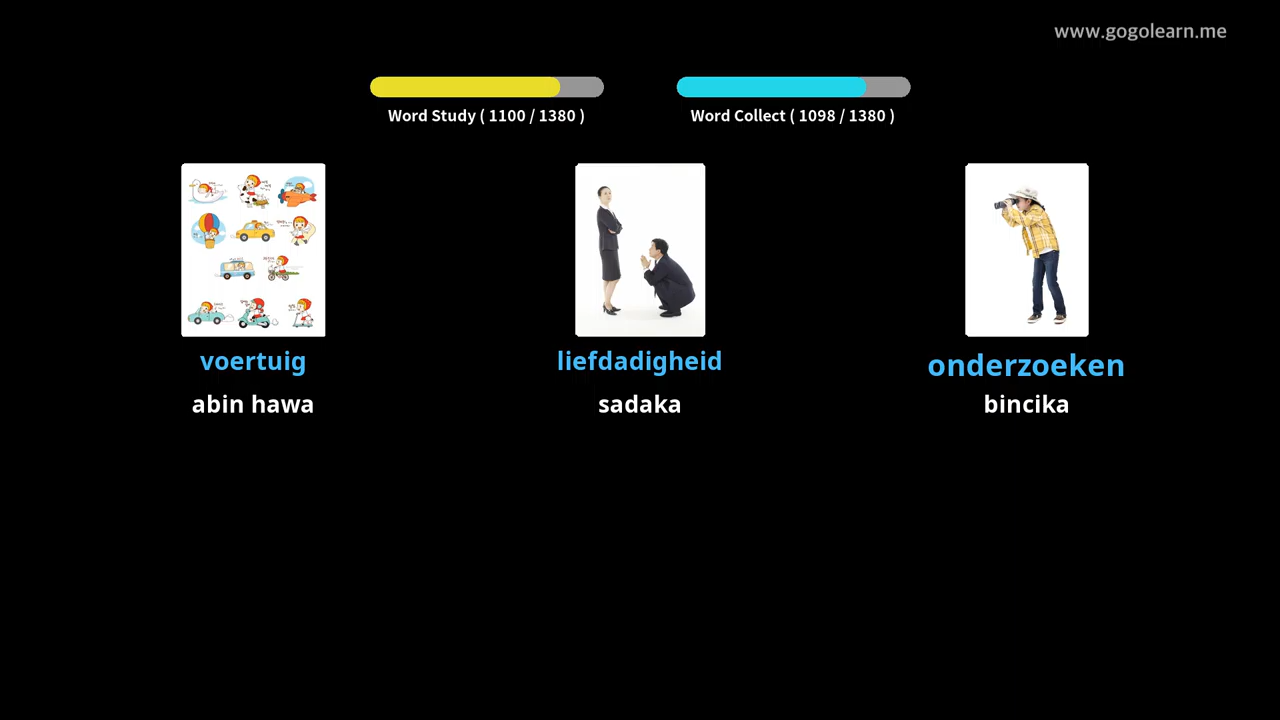 www.gogolearn.me
Word Study ( 1100 / 1380 )
Word Collect ( 1098 / 1380 )
voertuig
liefdadigheid
onderzoeken
abin hawa
sadaka
bincika